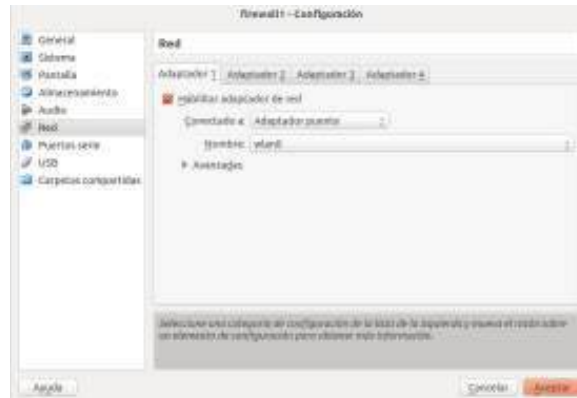 firewall1 - Configuración
General
Sistema
Pantalla
Almacenamiento
Audio
Red
Puertos serie
USB
Carpetas compartidas
Red
Adaptador 1 Adaptador 2 Adaptador 3 Adaptador 4
Habilitar adaptador de red
Conectado a: Adaptador puente
Nombre: wlan0
Avanzadas
Seleccione una categoría de configuración de la lista de la izquierda y mueva el ratón sobre
un elemento de configuración para obtener más información.
Ayuda
Cancelar
Aceptar